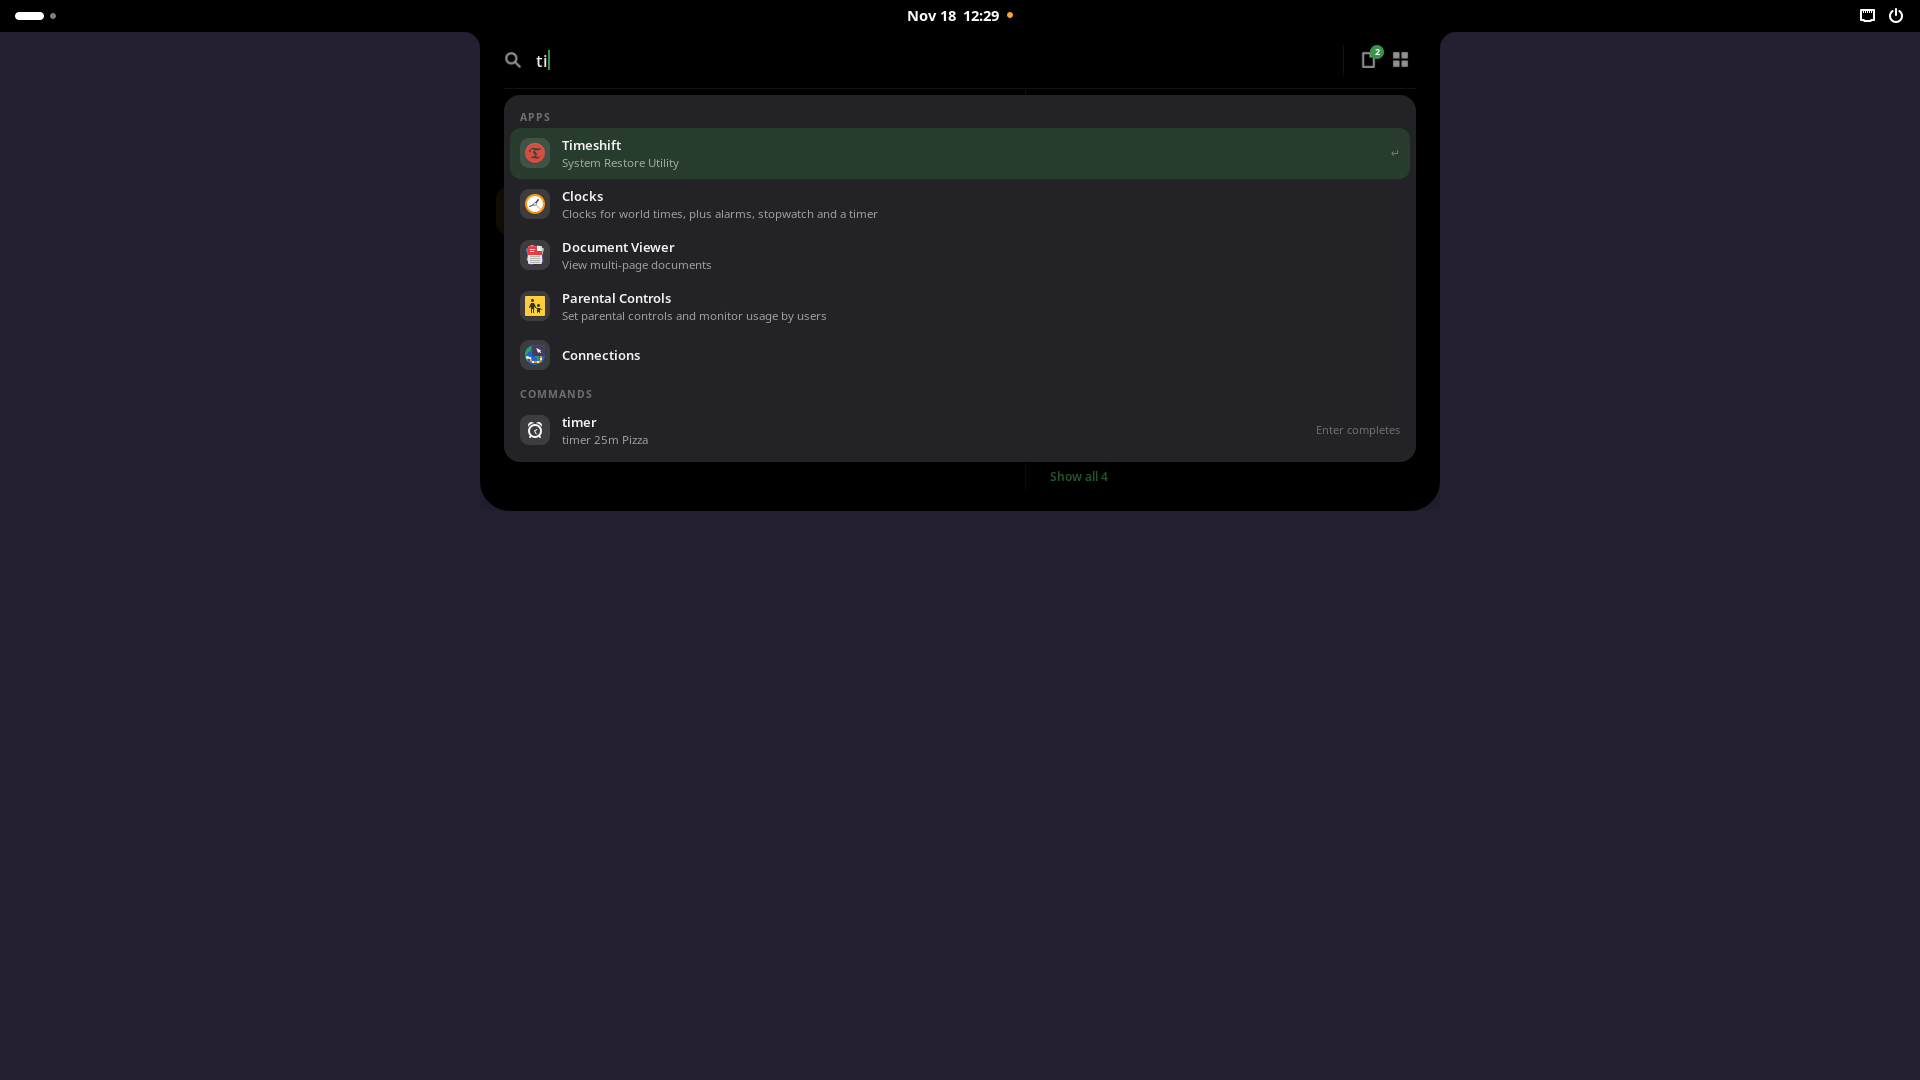 Nov 18 12:29
ti
2
APPS
Timeshift
System Restore Utility
Clocks
Clocks for world times, plus alarms, stopwatch and a timer
Document Viewer
View multi-page documents
Parental Controls
Set parental controls and monitor usage by users
Connections
COMMANDS
timer
timer 25m Pizza
Enter completes
Show all 4